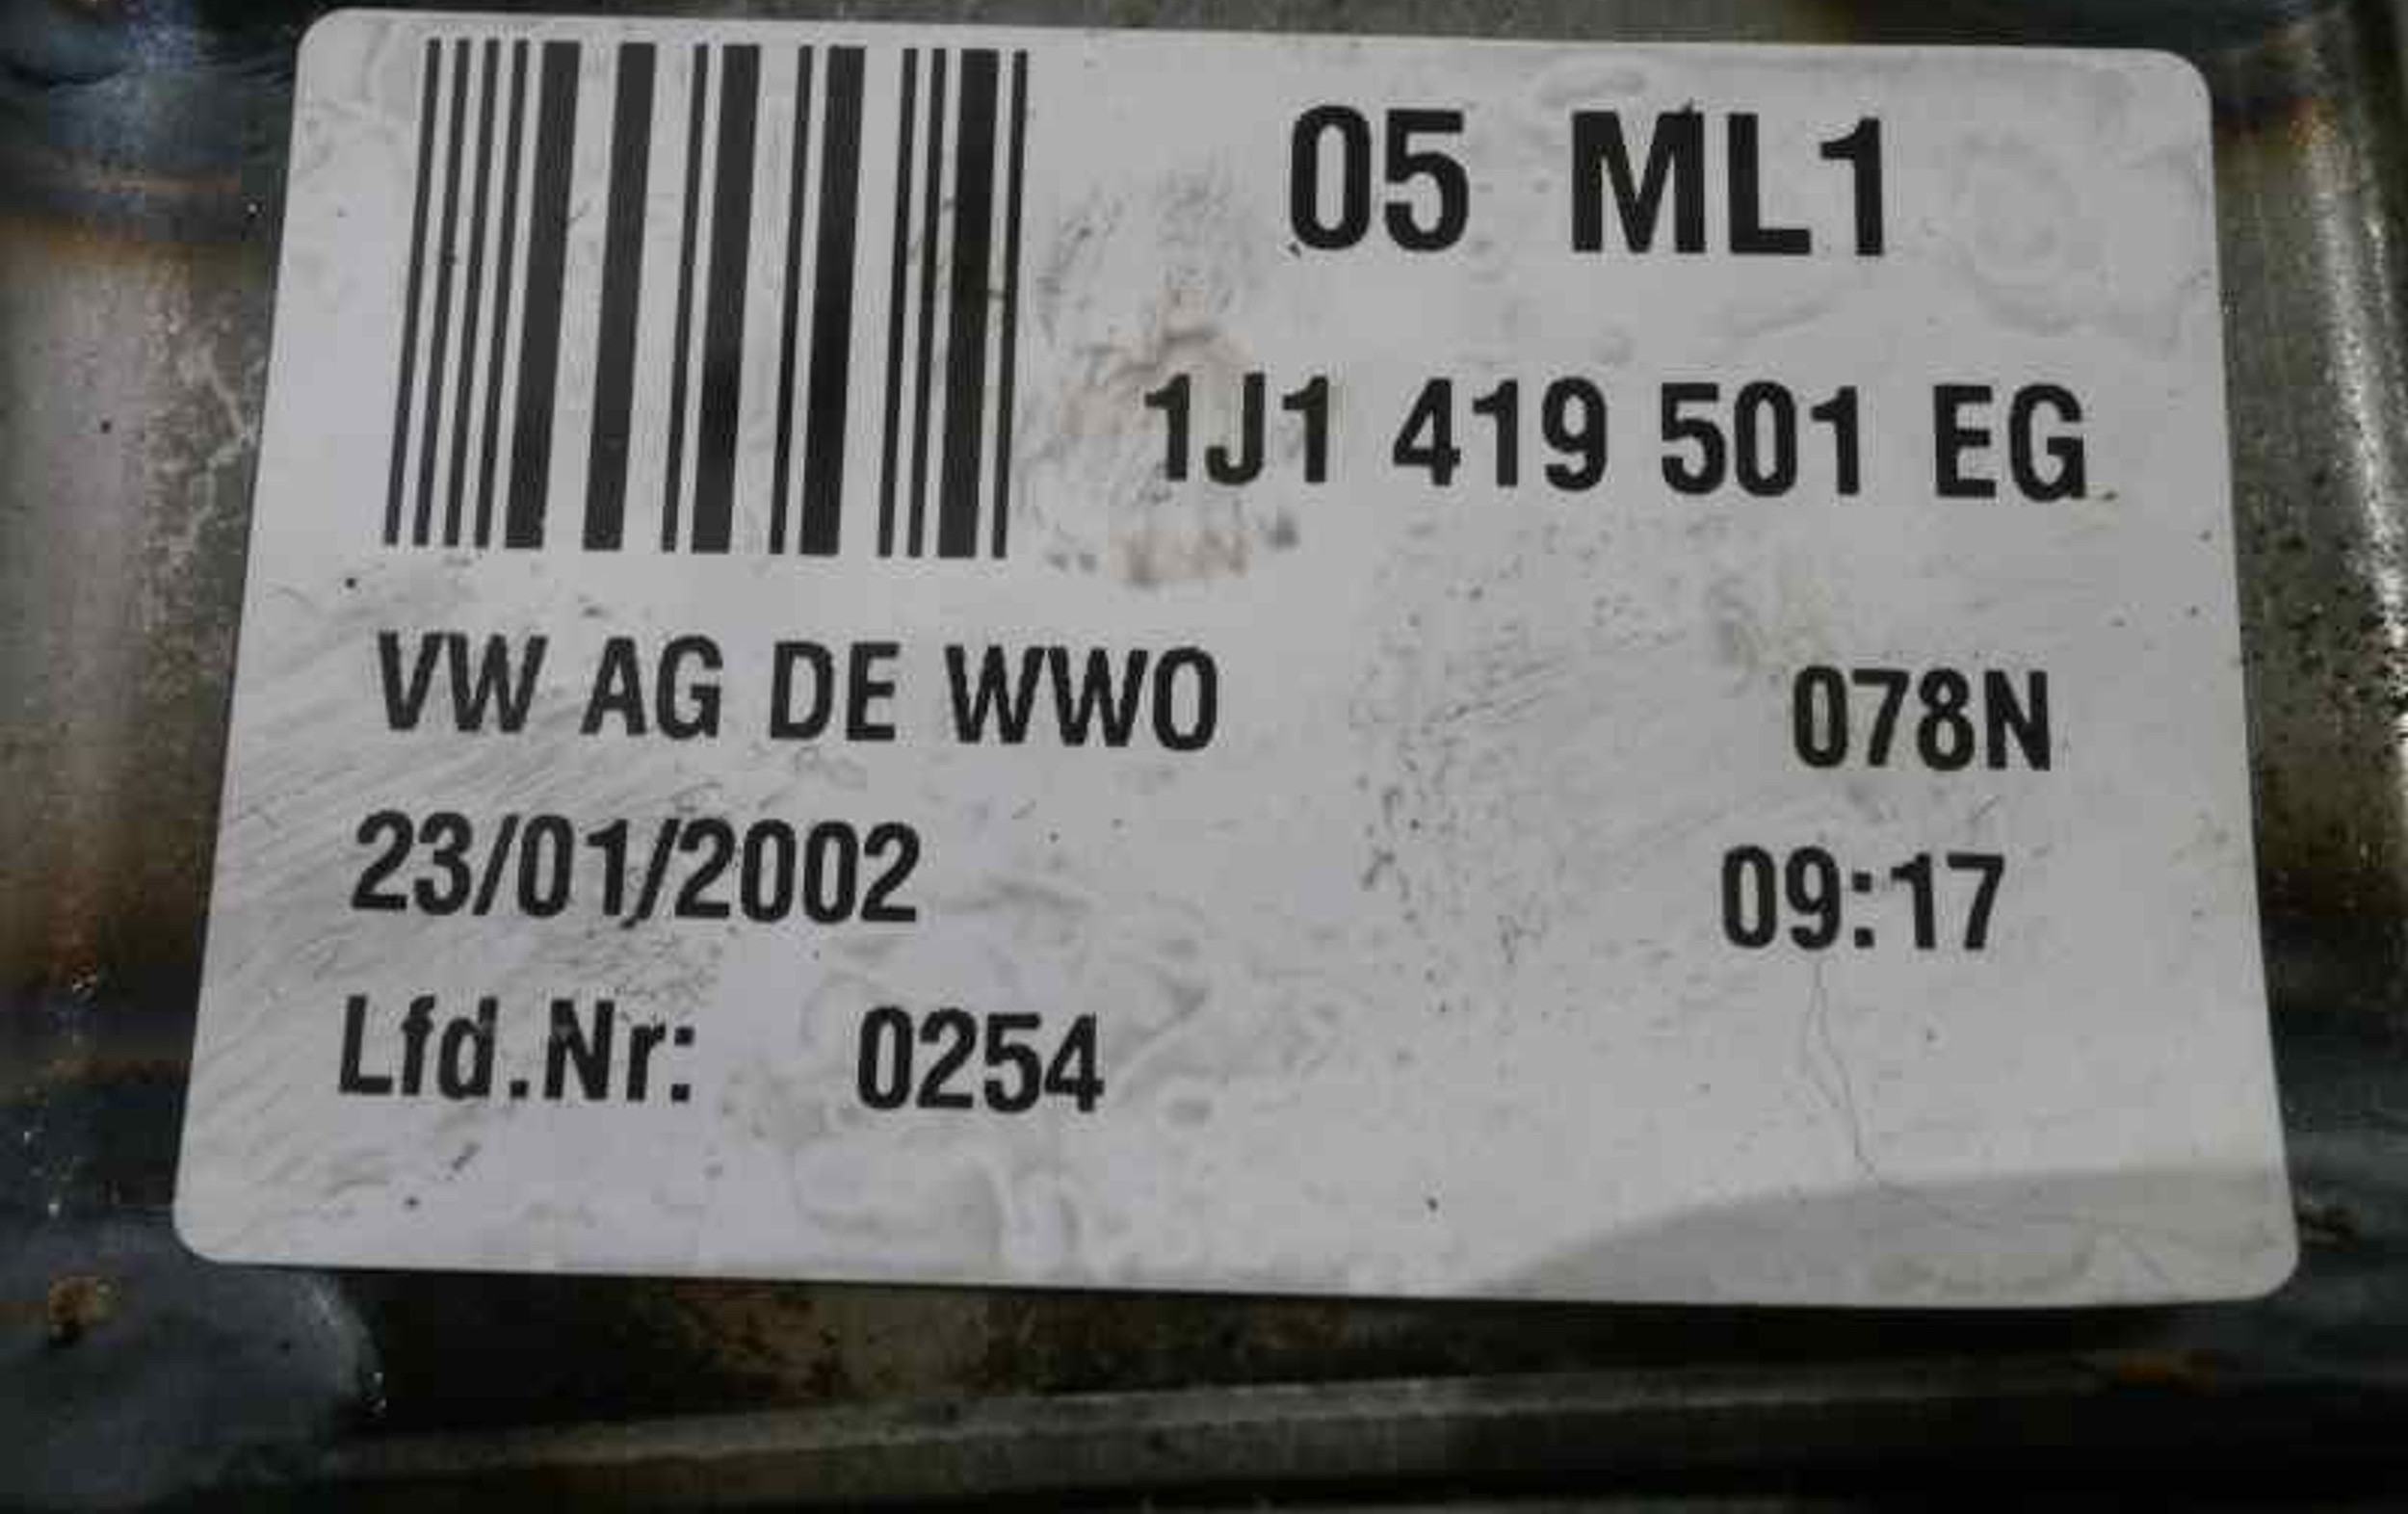 05 ML1
1J1 419 501 EG
VW AG DE WWO 078N
23/01/2002 09:17
Lfd.Nr: 0254